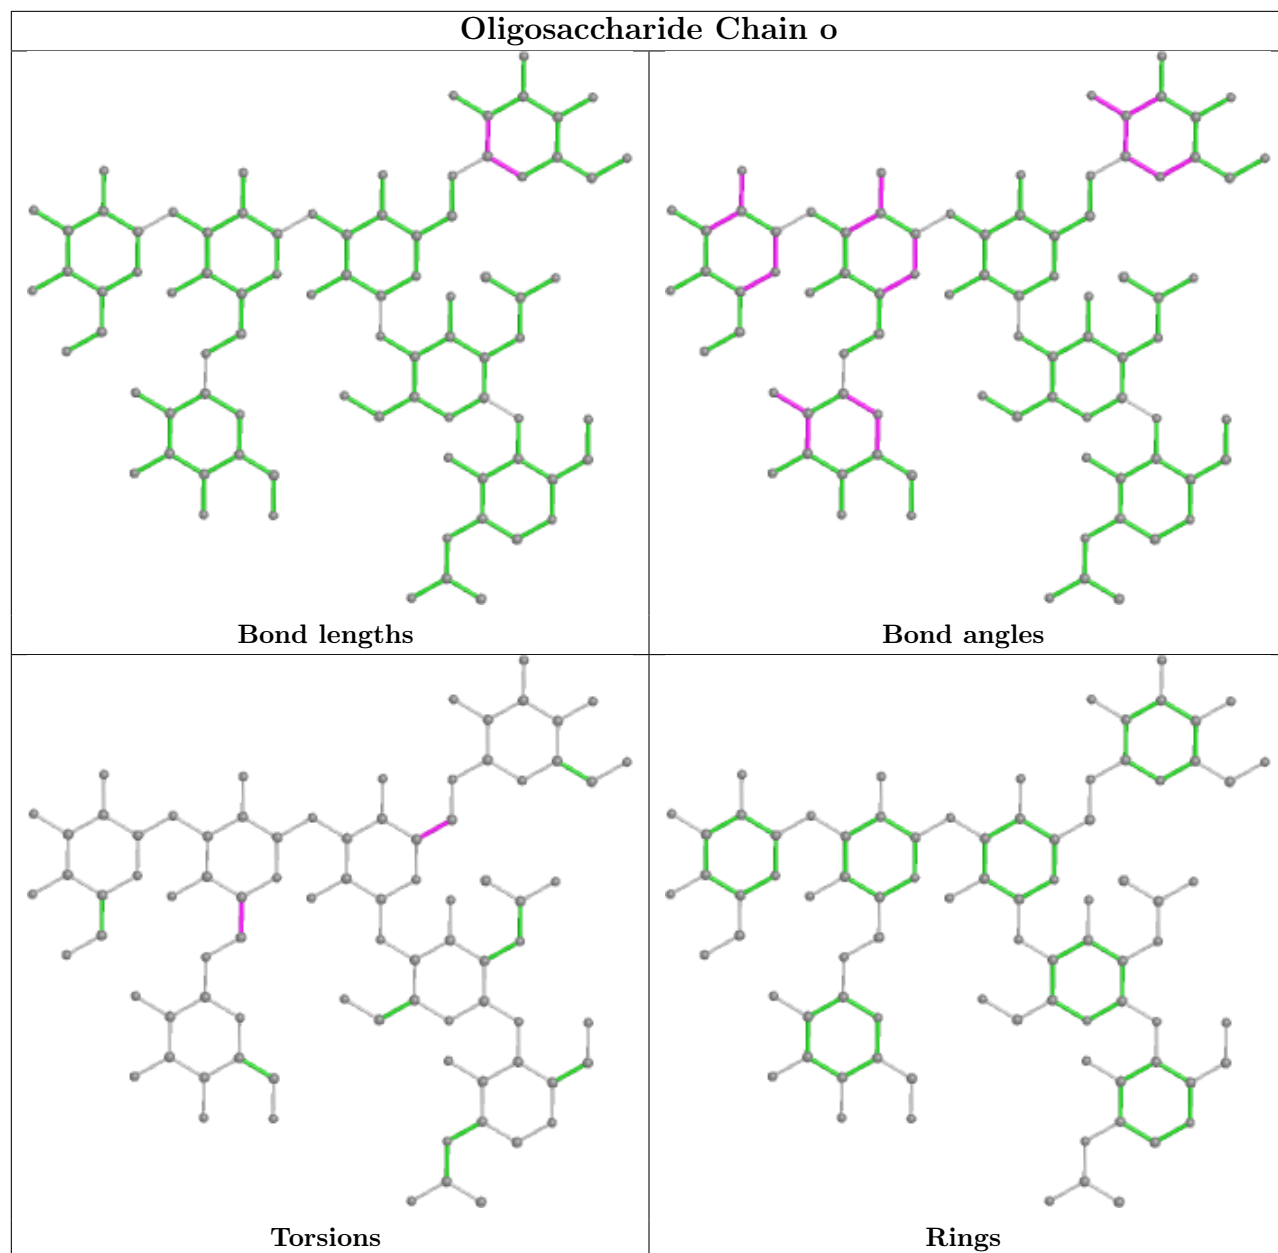 Oligosaccharide Chain o
Bond lengths
Bond angles
Torsions
Rings